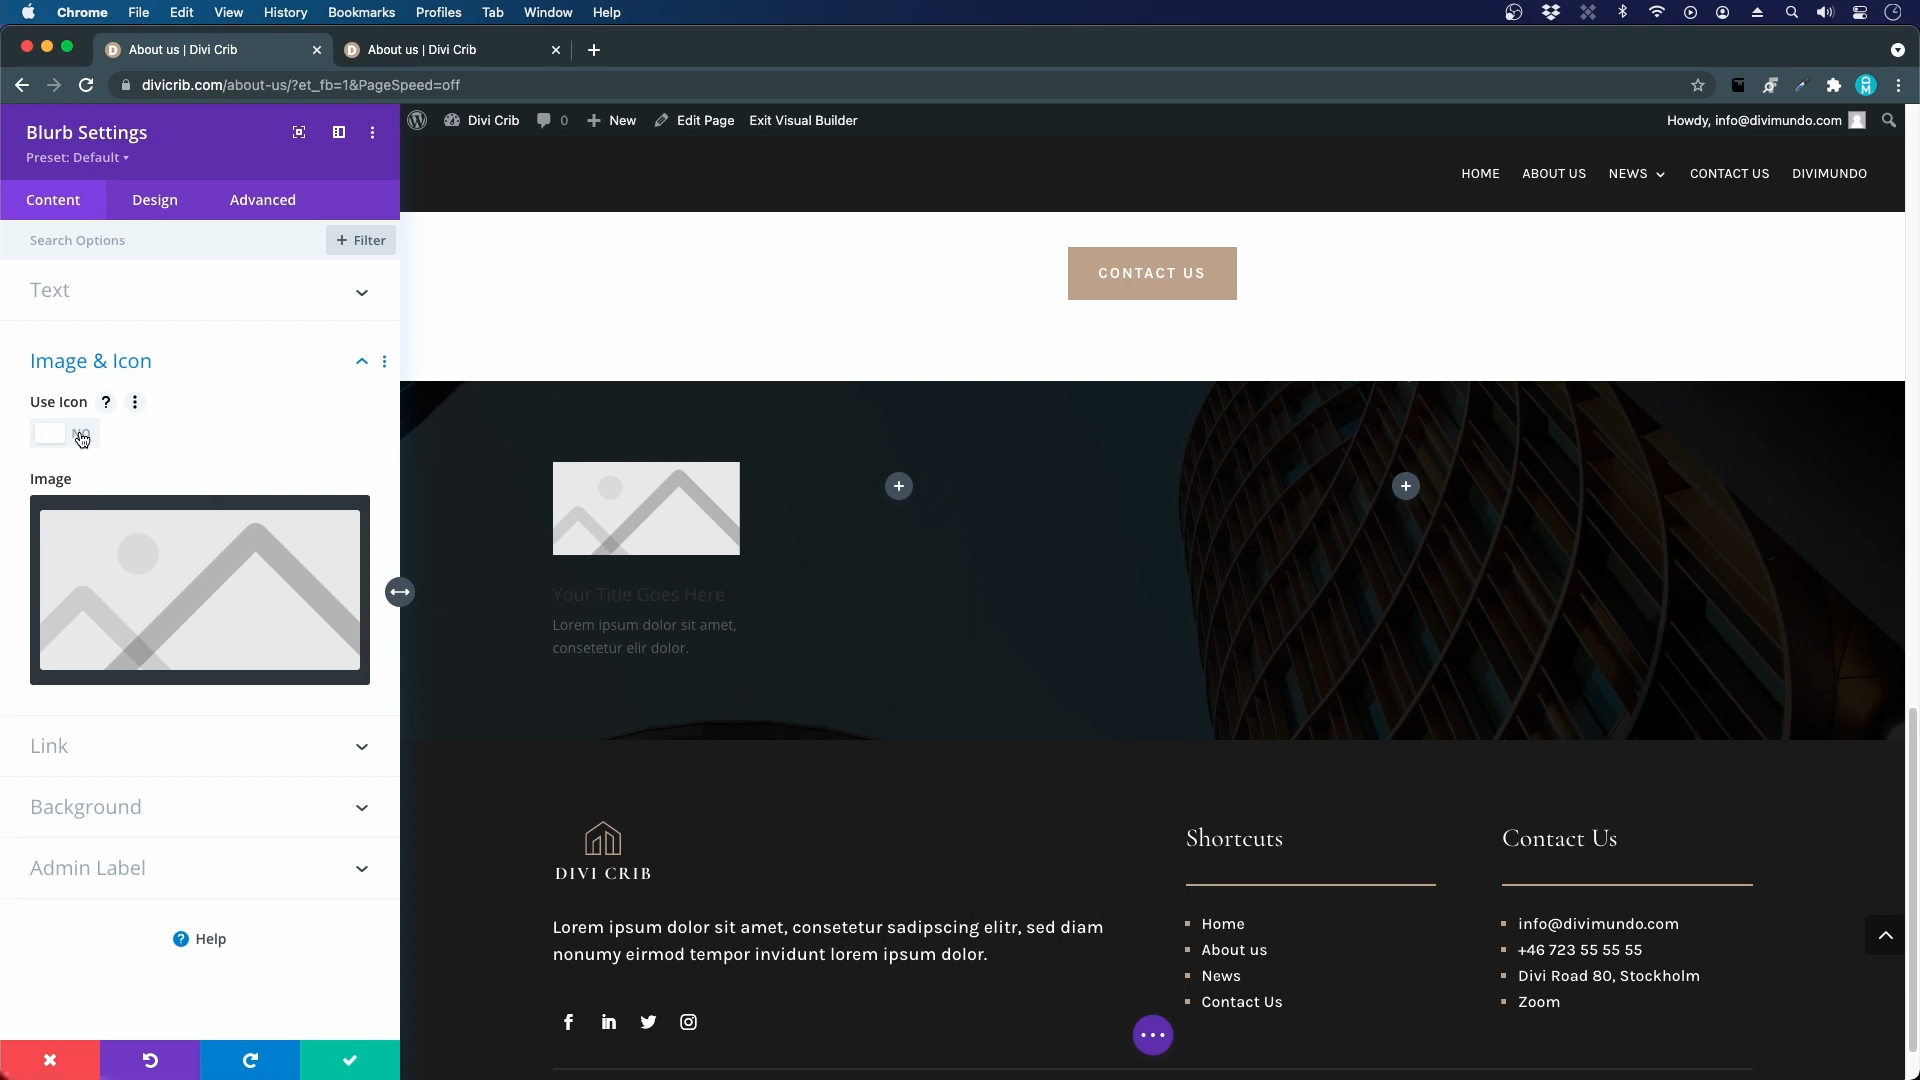 Chrome File Edit View History Bookmarks Profiles Tab Window Help
About us | Divi Crib
About us | Divi Crib
divicrib.com/about-us/?et_fb=1&PageSpeed=off
Blurb Settings
Preset: Default
Content Design Advanced
Search Options
+ Filter
Text
Image & Icon
Use Icon ?
NO
Image
Link
Background
Admin Label
? Help
Divi Crib 0 + New Edit Page Exit Visual Builder
Howdy, info@divimundo.com
HOME ABOUT US NEWS CONTACT US DIVIMUNDO
CONTACT US
Your Title Goes Here
Lorem ipsum dolor sit amet,
consetetur elir dolor.
DIVI CRIB
Lorem ipsum dolor sit amet, consetetur sadipscing elitr, sed diam
nonumy eirmod tempor invidunt lorem ipsum dolor.
Shortcuts
Home
About us
News
Contact Us
Contact Us
info@divimundo.com
+46 723 55 55 55
Divi Road 80, Stockholm
Zoom